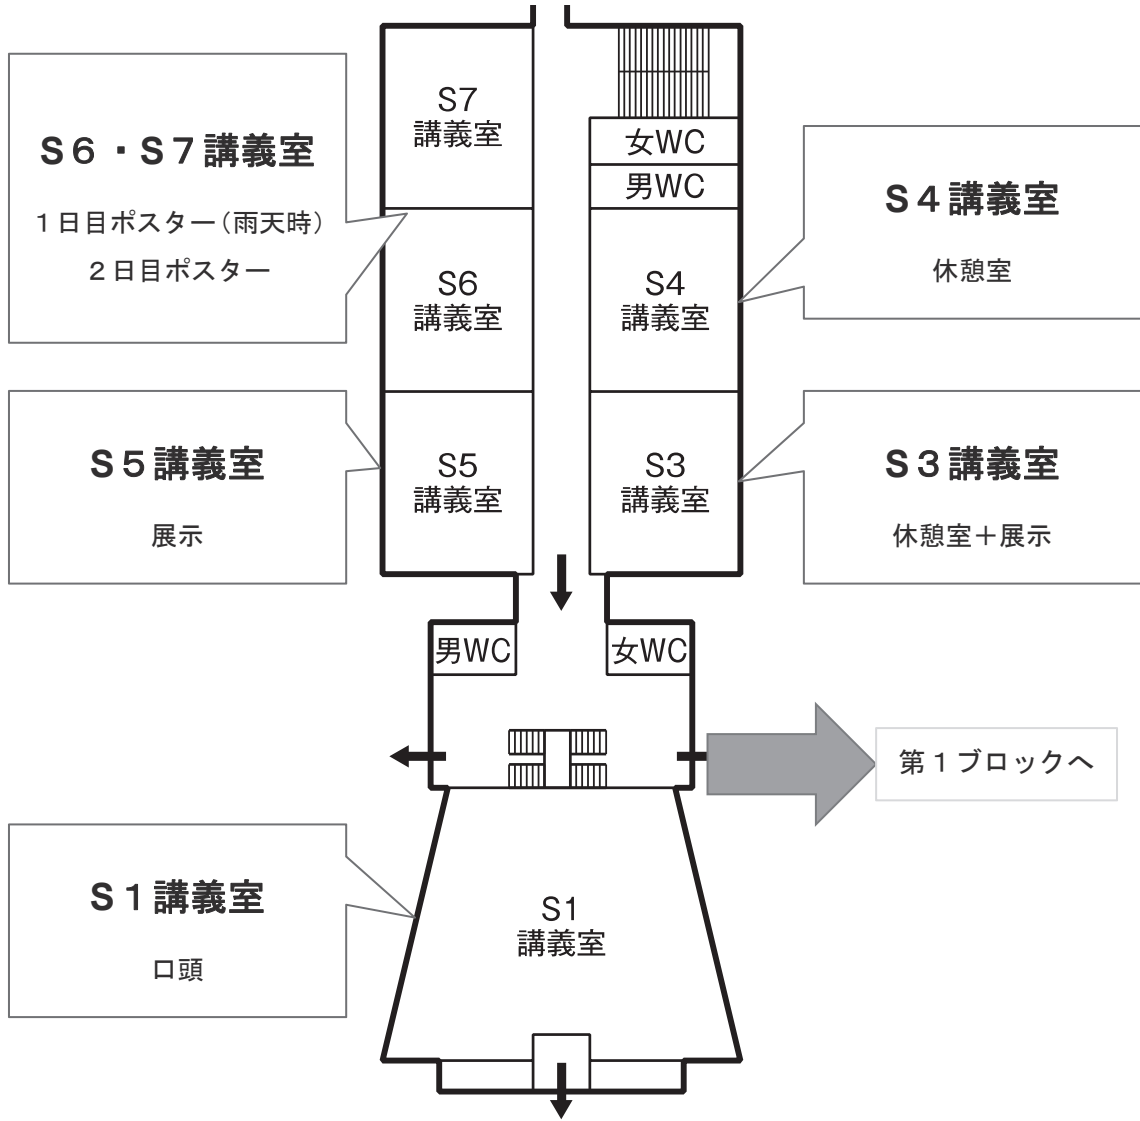 S6・S7講義室
1日目ポスター(雨天時)
2日目ポスター
S7
講義室
女WC
男WC
S4講義室
休憩室
S6
講義室
S4
講義室
S5講義室
展示
S5
講義室
S3
講義室
S3講義室
休憩室+展示
男WC
女WC
第1ブロックへ
S1講義室
口頭
S1
講義室